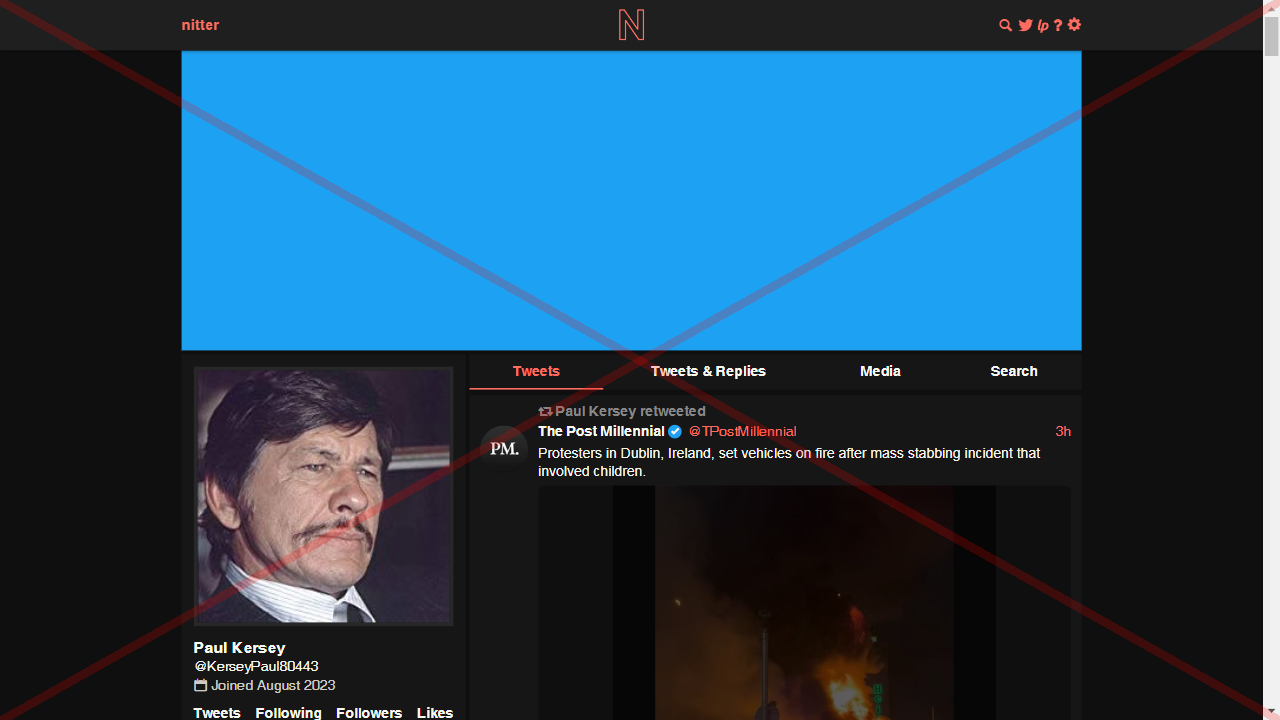 nitter
N
lp ?
Tweets Tweets & Replies Media Search
Paul Kersey retweeted
The Post Millennial @TPostMillennial 3h
PM.
Protesters in Dublin, Ireland, set vehicles on fire after mass stabbing incident that
involved children.
Paul Kersey
@KerseyPaul80443
Joined August 2023
Tweets Following Followers Likes